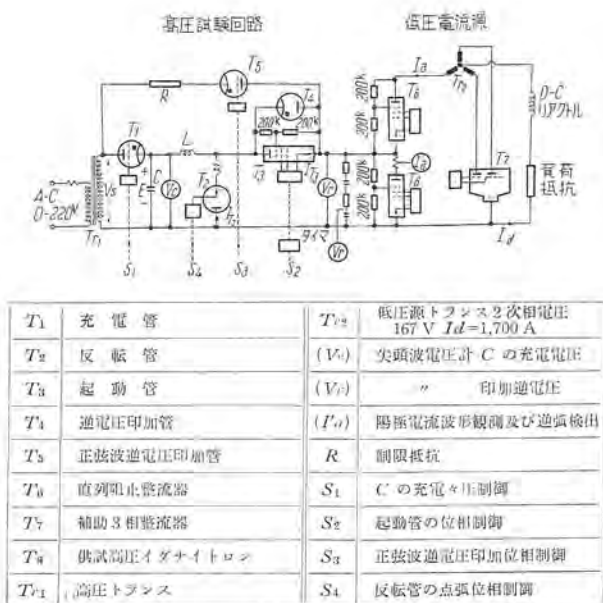 高圧試験回路
低圧電流源
T5
R
T4
200k 200k
T1
L
T3
Vs
C
Vc
T2
Vr
A-C
0-220V
Tr1
S1
S4
S3
S2
タイマ
Vr
200k
200k
200k
200k
T6
Ia
Ia
T8
Tr2
T7
Id
D-C
リアクトル
負荷
抵抗
T1 充電管
T2 反転管
T3 起動管
T4 逆電圧印加管
T5 正弦波逆電圧印加管
T6 直列阻止整流器
T7 補助3相整流器
T8 供試高圧イグナイトロン
Tr1 高圧トランス
Tr2 低圧源トランス2次相電圧
167 V Id=1,700 A
(Vc) 尖頭波電圧計 C の充電電圧
(Vr) 〃 印加逆電圧
(Ia) 陽極電流波形観測及び逆弧検出
R 制限抵抗
S1 C の充電々圧制御
S2 起動管の位相制御
S3 正弦波逆電圧印加位相制御
S4 反転管の点弧位相制御